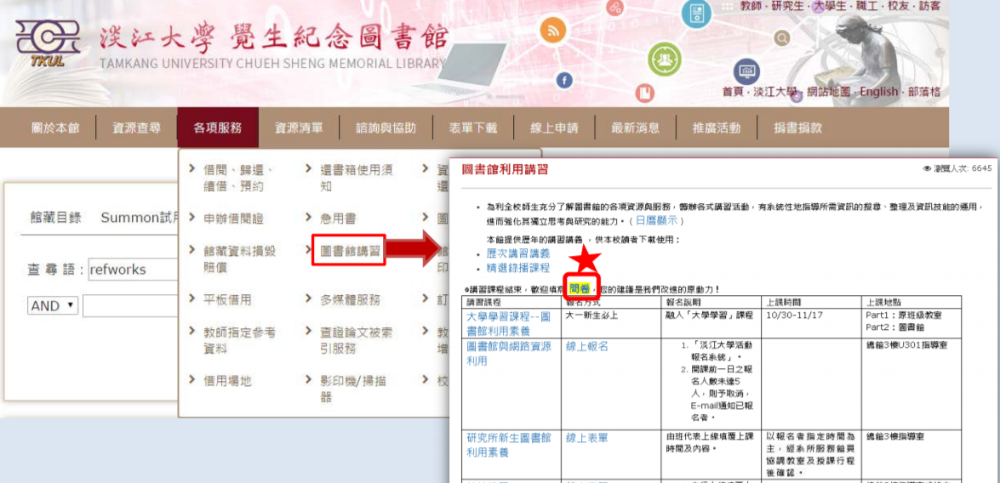 教師 · 研究生 · 大學生 · 職工 · 校友 · 訪客
TKUL
淡江大學 覺生紀念圖書館
TAMKANG UNIVERSITY CHUEH SHENG MEMORIAL LIBRARY
首頁 · 淡江大學 · 網站地圖 · English · 部落格
關於本館 資源查尋 各項服務 資源清單 諮詢與協助 表單下載 線上申請 最新消息 推廣活動 捐書捐款
館藏目錄 Summon試用
查 尋 語 : refworks
AND
借閱、歸還、
續借、預約
還書箱使用須
知
資
還
申辦借閱證
急用書
圖
館藏資料損毀
賠償
圖書館講習
館
印
平板借用
多媒體服務
訂
教師指定參考
資料
查證論文被索
引服務
教
增
借用場地
影印機/掃描
器
校
圖書館利用講習
瀏覽人次: 6645
為利全校師生充分了解圖書館的各項資源與服務，籌辦各式講習活動，有系統性地指導所需資訊的搜尋、整理及資訊技能的運用，
進而強化其獨立思考與研究的能力。( 日曆顯示 )
本館提供歷年的講習講義，供本校讀者下載使用：
歷次講習講義
精選錄播課程
※講習課程結束，歡迎填寫 問卷，您的建議是我們改進的原動力！
講習課程 報名方式 報名說明 上課時間 上課地點
大學學習課程--圖
書館利用素養
大一新生必上
融入「大學學習」課程
10/30-11/17
Part1：原班級教室
Part2：圖書館
圖書館與網路資源
利用
線上報名
1. 「淡江大學活動
報名系統」。
2. 開課前一日之報
名人數未達5
人，則予取消，
E-mail通知已報
名者。
總館3樓U301指導室
研究所新生圖書館
利用素養
線上表單
由班代表上線填覆上課
時間及內容。
以報名者指定時間為
主，經系所服務館員
協調教室及授課行程
後確認。
總館3樓指導室